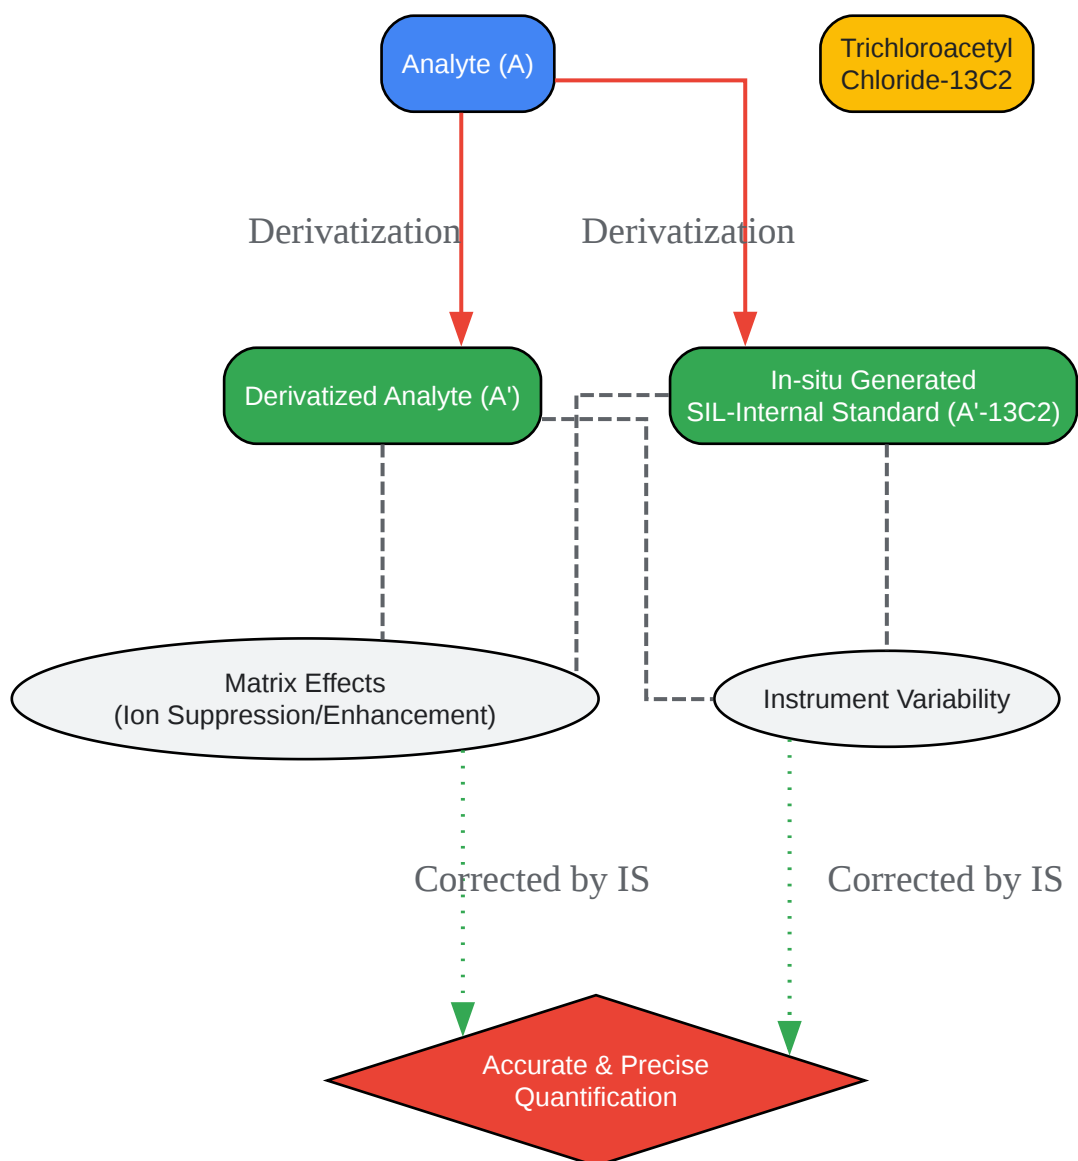 Analyte (A)
Trichloroacetyl
Chloride-13C2
Derivatization
Derivatization
Derivatized Analyte (A')
In-situ Generated
SIL-Internal Standard (A'-13C2)
Matrix Effects
(Ion Suppression/Enhancement)
Instrument Variability
Corrected by IS
Corrected by IS
Accurate & Precise
Quantification